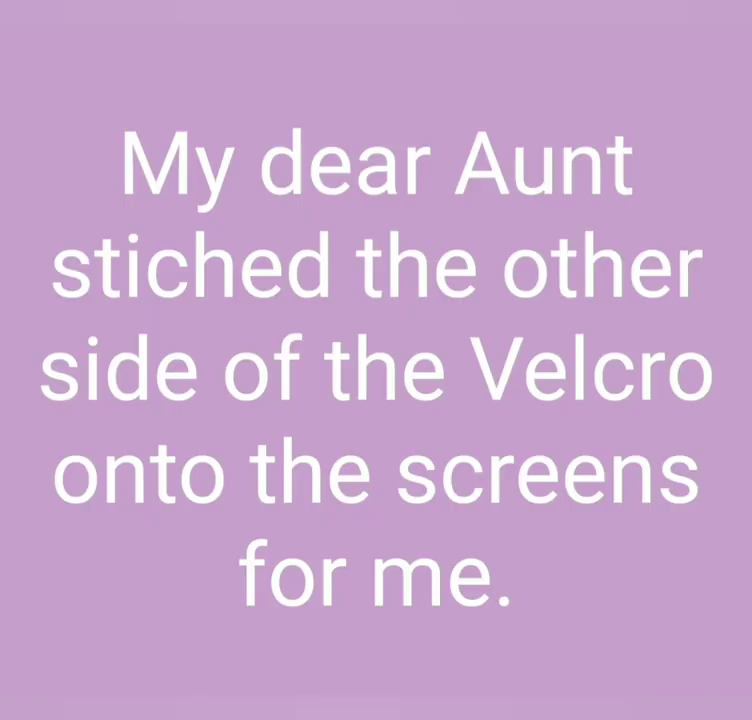 My dear Aunt
stiched the other
side of the Velcro
onto the screens
for me.